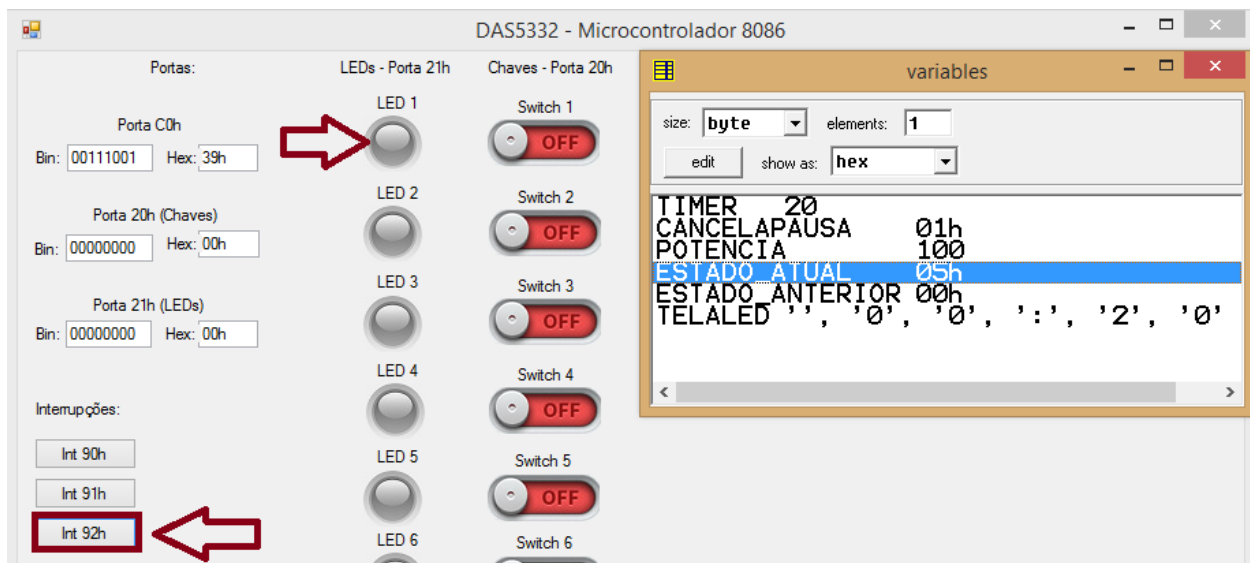 DAS5332 - Microcontrolador 8086
Portas:
LEDs - Porta 21h
Chaves - Porta 20h
Porta C0h
Bin: 00111001 Hex: 39h
Porta 20h (Chaves)
Bin: 00000000 Hex: 00h
Porta 21h (LEDs)
Bin: 00000000 Hex: 00h
Interrupções:
Int 90h
Int 91h
Int 92h
LED 1
LED 2
LED 3
LED 4
LED 5
LED 6
Switch 1
OFF
Switch 2
OFF
Switch 3
OFF
Switch 4
OFF
Switch 5
OFF
Switch 6
variables
size: byte elements: 1
edit show as: hex
TIMER 20
CANCELAPAUSA 01h
POTENCIA 100
ESTADO_ATUAL 05h
ESTADO_ANTERIOR 00h
TELALED '', '0', '0', ':', '2', '0'